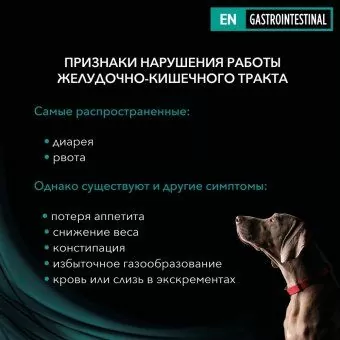 EN GASTROINTESTINAL
ПРИЗНАКИ НАРУШЕНИЯ РАБОТЫ
ЖЕЛУДОЧНО-КИШЕЧНОГО ТРАКТА
Самые распространенные:
• диарея
• рвота
Однако существуют и другие симптомы:
• потеря аппетита
• снижение веса
• констипация
• избыточное газообразование
• кровь или слизь в экскрементах